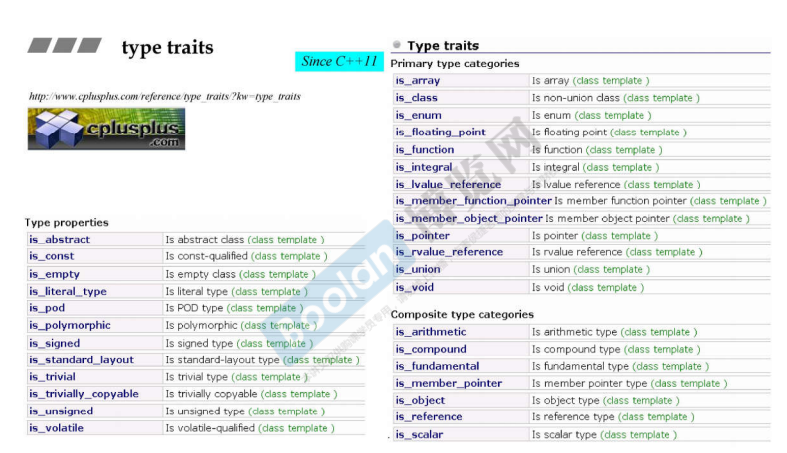 type traits
Since C++11
http://www.cplusplus.com/reference/type_traits/?kw=type_traits
cplusplus
.com
Type properties
is_abstract Is abstract class (class template )
is_const Is const-qualified (class template )
is_empty Is empty class (class template )
is_literal_type Is literal type (class template )
is_pod Is POD type (class template )
is_polymorphic Is polymorphic (class template )
is_signed Is signed type (class template )
is_standard_layout Is standard-layout type (class template )
is_trivial Is trivial type (class template )
is_trivially_copyable Is trivially copyable (class template )
is_unsigned Is unsigned type (class template )
is_volatile Is volatile-qualified (class template )
Type traits
Primary type categories
is_array Is array (class template )
is_class Is non-union class (class template )
is_enum Is enum (class template )
is_floating_point Is floating point (class template )
is_function Is function (class template )
is_integral Is integral (class template )
is_lvalue_reference Is lvalue reference (class template )
is_member_function_pointer Is member function pointer (class template )
is_member_object_pointer Is member object pointer (class template )
is_pointer Is pointer (class template )
is_rvalue_reference Is rvalue reference (class template )
is_union Is union (class template )
is_void Is void (class template )
Composite type categories
is_arithmetic Is arithmetic type (class template )
is_compound Is compound type (class template )
is_fundamental Is fundamental type (class template )
is_member_pointer Is member pointer type (class template )
is_object Is object type (class template )
is_reference Is reference type (class template )
is_scalar Is scalar type (class template )
Boolan
博览网